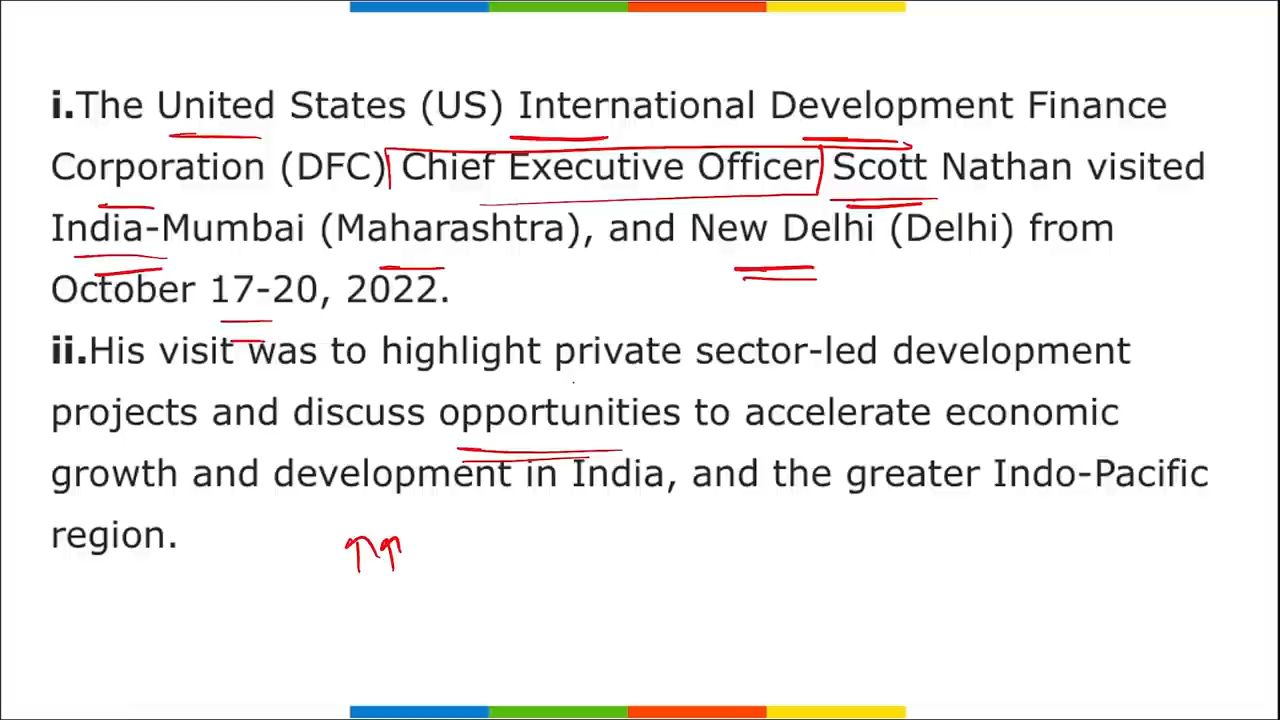 i.The United States (US) International Development Finance
Corporation (DFC) Chief Executive Officer Scott Nathan visited
India-Mumbai (Maharashtra), and New Delhi (Delhi) from
October 17-20, 2022.
ii.His visit was to highlight private sector-led development
projects and discuss opportunities to accelerate economic
growth and development in India, and the greater Indo-Pacific
region.